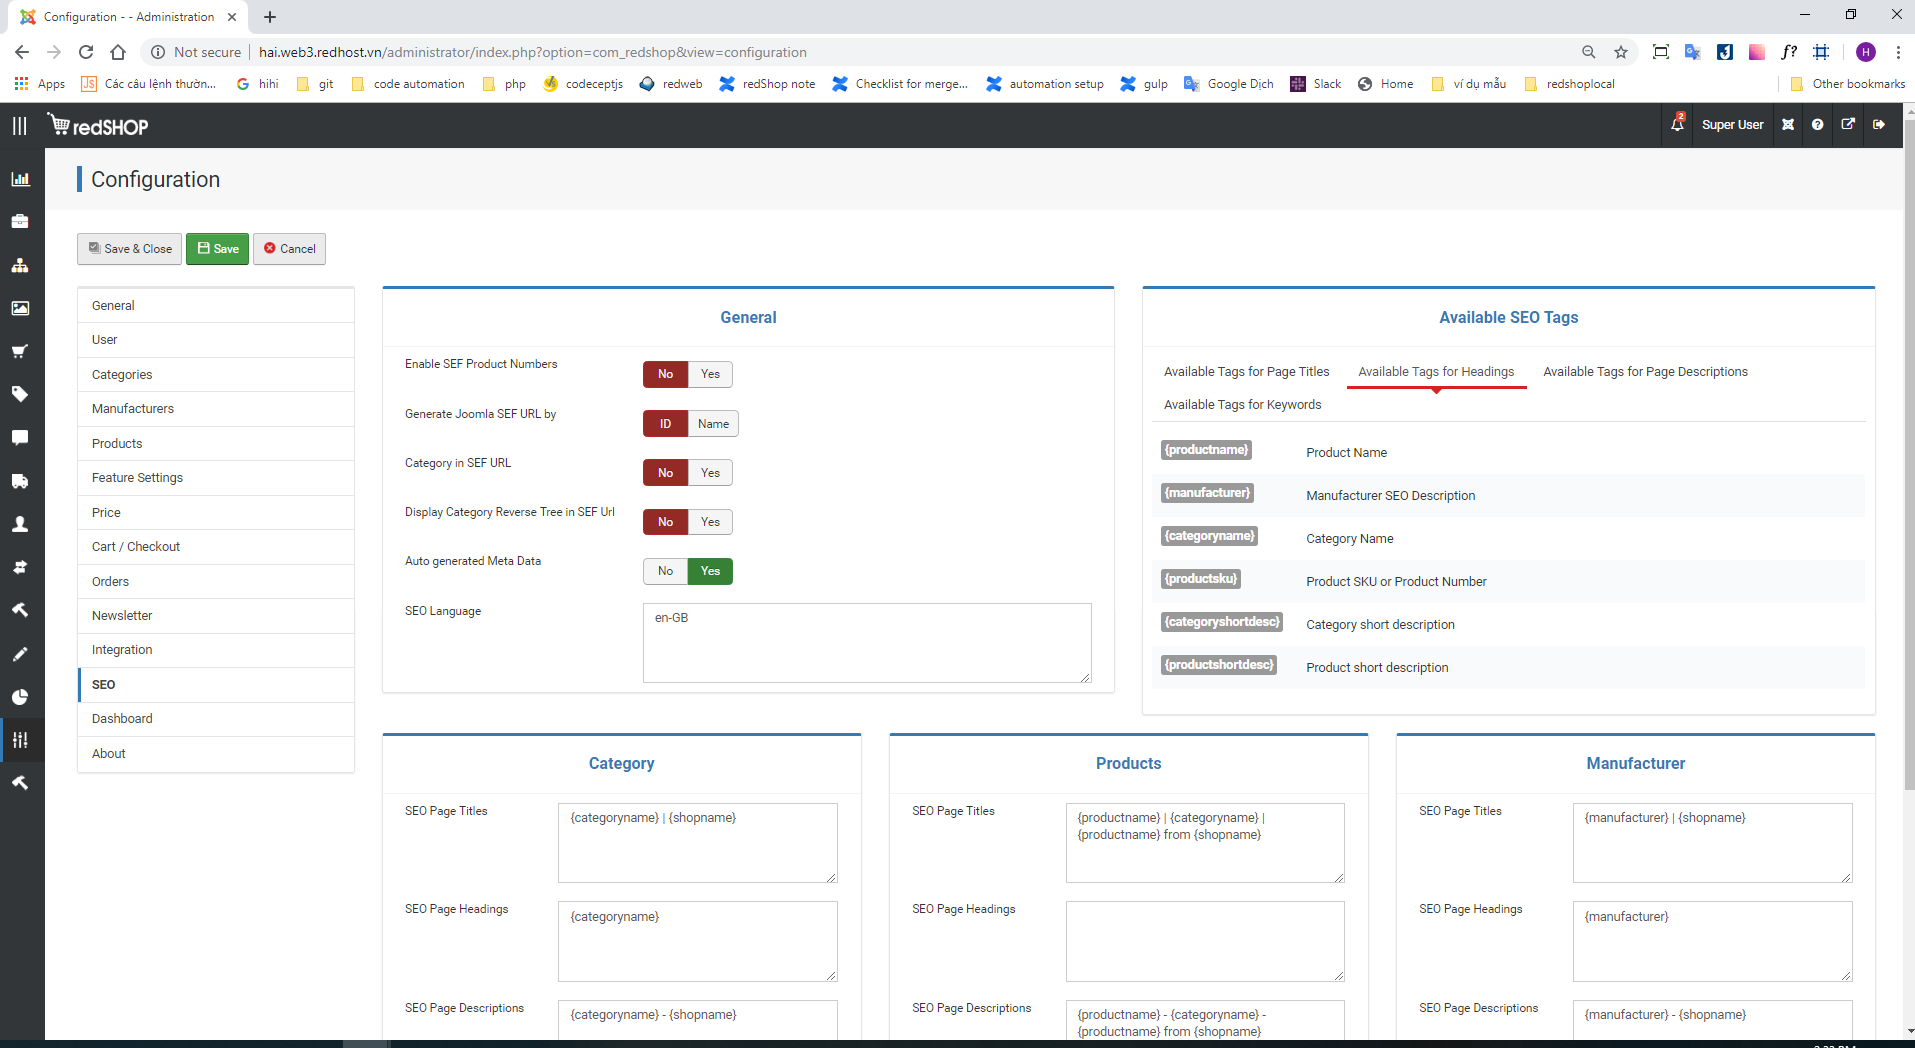 Configuration - - Administration
Not secure
hai.web3.redhost.vn/administrator/index.php?option=com_redshop&view=configuration
H
Apps
Các câu lệnh thườn...
hihi
git
code automation
php
codeceptjs
redweb
redShop note
Checklist for merge...
automation setup
gulp
Google Dịch
Slack
Home
ví dụ mẫu
redshoplocal
Other bookmarks
redSHOP
2
Super User
Configuration
Save & Close
Save
Cancel
General
User
Categories
Manufacturers
Products
Feature Settings
Price
Cart / Checkout
Orders
Newsletter
Integration
SEO
Dashboard
About
General
Enable SEF Product Numbers
No Yes
Generate Joomla SEF URL by
ID Name
Category in SEF URL
No Yes
Display Category Reverse Tree in SEF Url
No Yes
Auto generated Meta Data
No Yes
SEO Language
en-GB
Available SEO Tags
Available Tags for Page Titles
Available Tags for Headings
Available Tags for Page Descriptions
Available Tags for Keywords
{productname} Product Name
{manufacturer} Manufacturer SEO Description
{categoryname} Category Name
{productsku} Product SKU or Product Number
{categoryshortdesc} Category short description
{productshortdesc} Product short description
Category
SEO Page Titles
{categoryname} | {shopname}
SEO Page Headings
{categoryname}
SEO Page Descriptions
{categoryname} - {shopname}
Products
SEO Page Titles
{productname} | {categoryname} |
{productname} from {shopname}
SEO Page Headings
SEO Page Descriptions
{productname} - {categoryname} -
{productname} from {shopname}
Manufacturer
SEO Page Titles
{manufacturer} | {shopname}
SEO Page Headings
{manufacturer}
SEO Page Descriptions
{manufacturer} - {shopname}